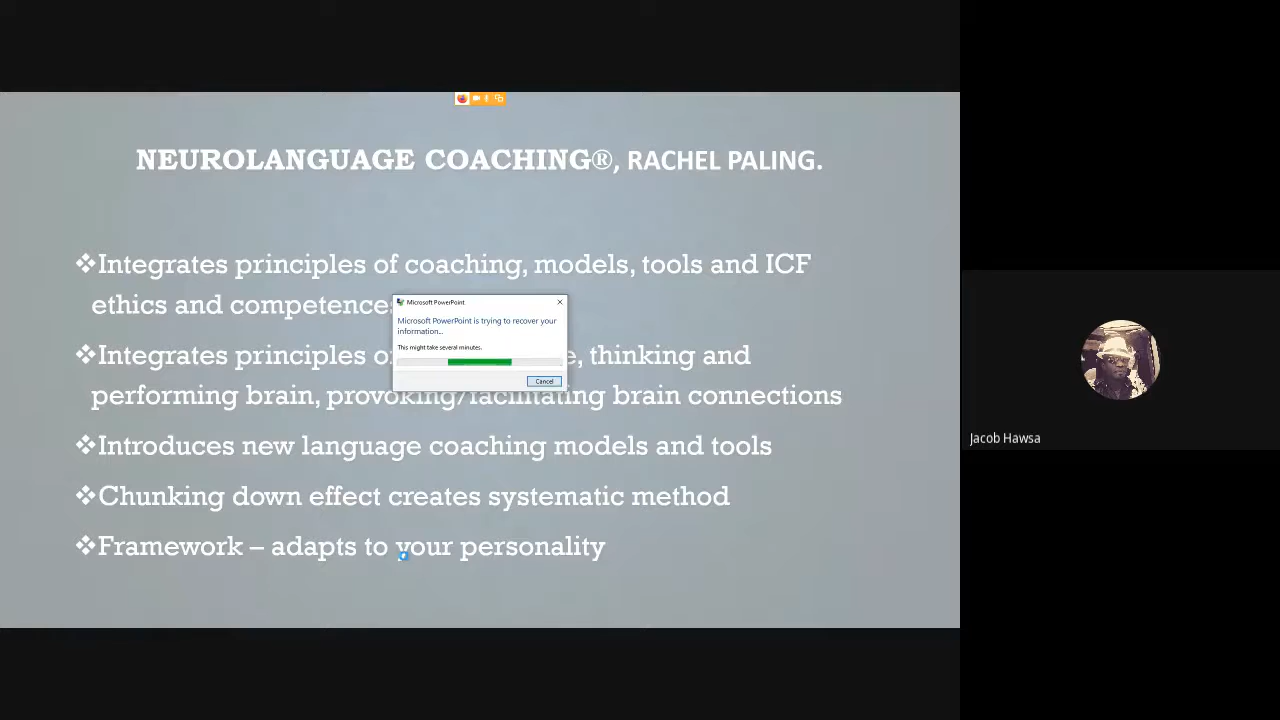 NEUROLANGUAGE COACHING®, RACHEL PALING.
❖Integrates principles of coaching, models, tools and ICF
ethics and competences
Microsoft PowerPoint
Microsoft PowerPoint is trying to recover your
information...
This might take several minutes.
Cancel
❖Integrates principles of , thinking and
performing brain, provoking/facilitating brain connections
❖Introduces new language coaching models and tools
❖Chunking down effect creates systematic method
❖Framework – adapts to your personality
Jacob Hawsa